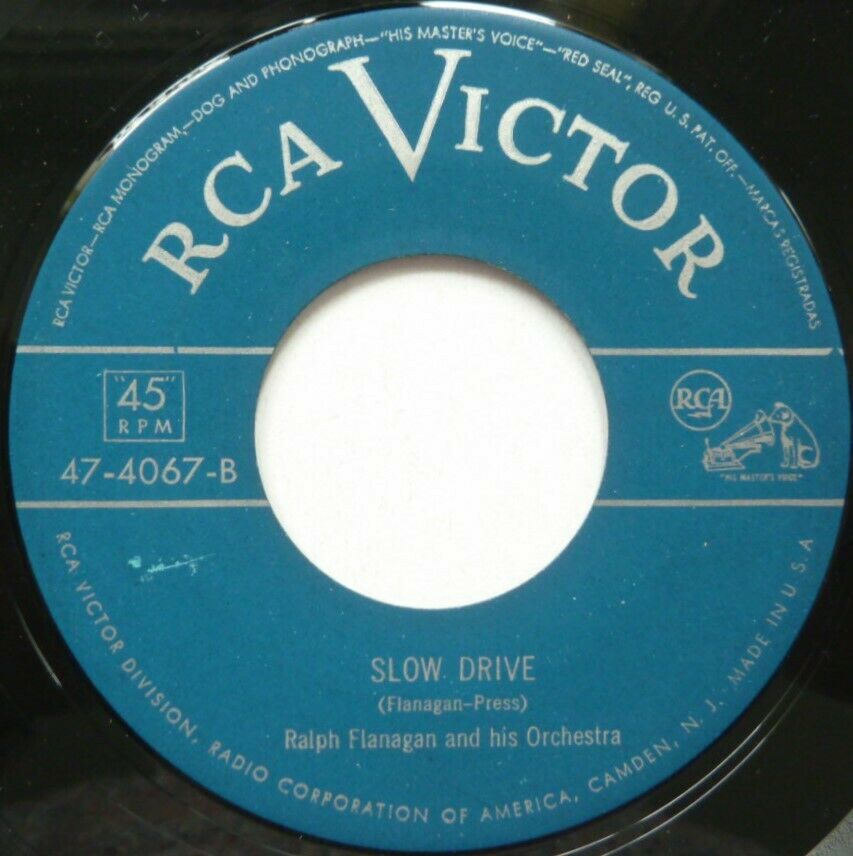 RCA VICTOR—RCA MONOGRAM,—DOG AND PHONOGRAPH—"HIS MASTER'S VOICE"—"RED SEAL", REG U. S. PAT. OFF.—MARCAS REGISTRADAS
RCA VICTOR
"45"
RPM
47-4067-B
RCA
"HIS MASTER'S VOICE"
SLOW DRIVE
(Flanagan-Press)
Ralph Flanagan and his Orchestra
RCA VICTOR DIVISION, RADIO CORPORATION OF AMERICA, CAMDEN, N. J. MADE IN U. S. A